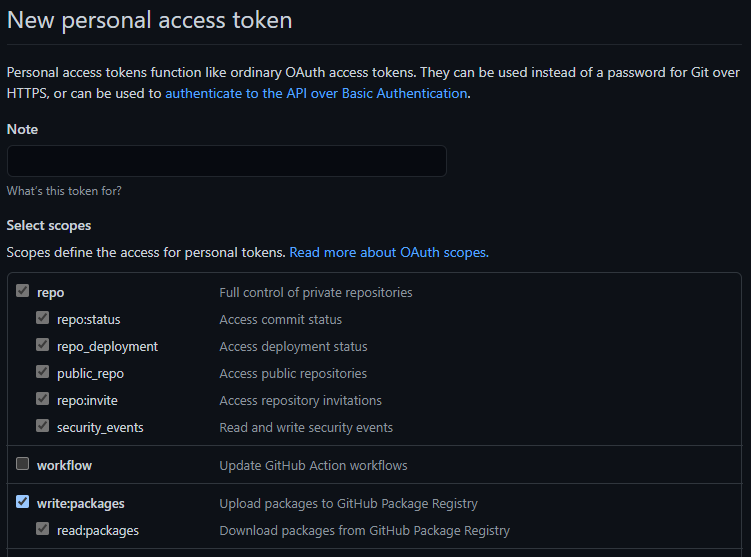 New personal access token
Personal access tokens function like ordinary OAuth access tokens. They can be used instead of a password for Git over
HTTPS, or can be used to authenticate to the API over Basic Authentication.
Note
What's this token for?
Select scopes
Scopes define the access for personal tokens. Read more about OAuth scopes.
repo Full control of private repositories
repo:status Access commit status
repo_deployment Access deployment status
public_repo Access public repositories
repo:invite Access repository invitations
security_events Read and write security events
workflow Update GitHub Action workflows
write:packages Upload packages to GitHub Package Registry
read:packages Download packages from GitHub Package Registry